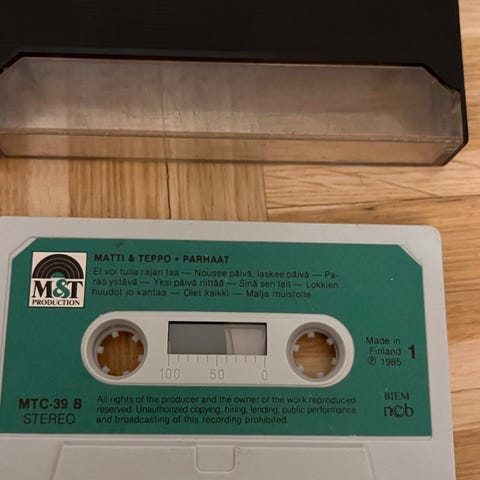 MATTI & TEPPO • PARHAAT
Et voi tulla rajan taa — Nousee päivä, laskee päivä — Pa-
ras ystävä — Yksi päivä riittää — Sinä sen teit — Lokkien
huudot jo kantaa — Olet kaikki — Malja muistolle
M&T
PRODUCTION
Made in
Finland
℗ 1985
1
100 50 0
MTC-39 B
STEREO
All rights of the producer and the owner of the work reproduced
reserved. Unauthorized copying, hiring, lending, public performance
and broadcasting of this recording prohibited.
BIEM
ncb